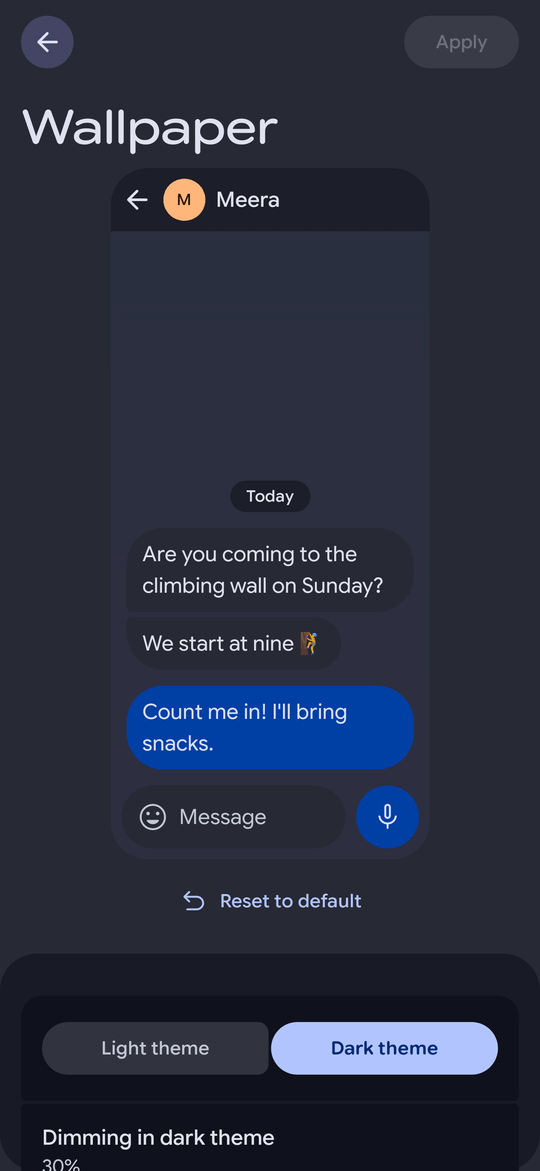 Apply
Wallpaper
M Meera
Today
Are you coming to the
climbing wall on Sunday?
We start at nine 🧗
Count me in! I'll bring
snacks.
Message
Reset to default
Light theme Dark theme
Dimming in dark theme
30%